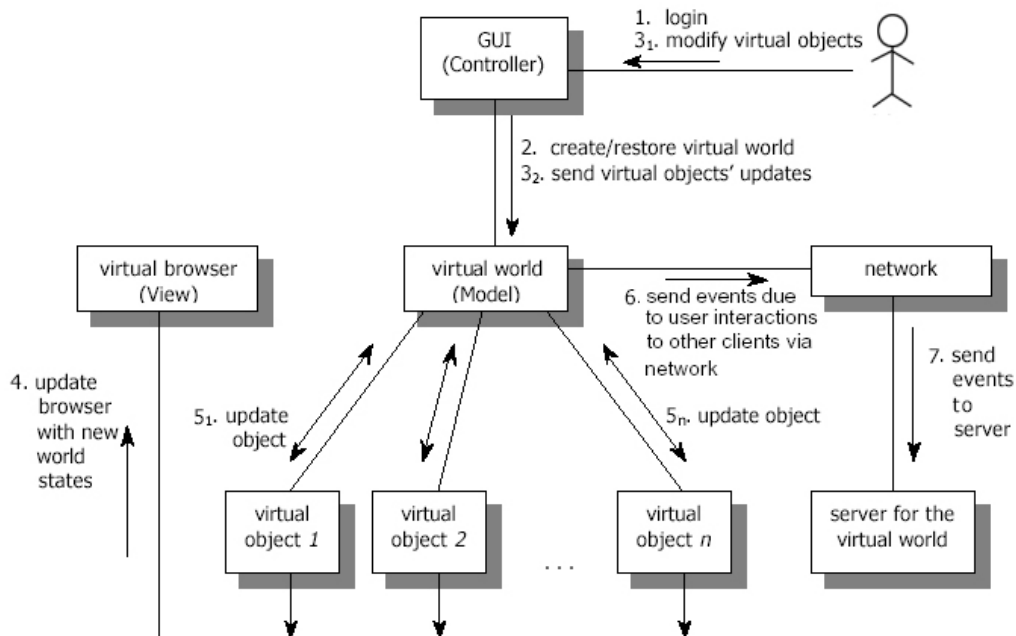 GUI
(Controller)
1. login
3₁. modify virtual objects
2. create/restore virtual world
3₂. send virtual objects' updates
virtual browser
(View)
virtual world
(Model)
network
6. send events due
to user interactions
to other clients via
network
7. send
events
to
server
4. update
browser
with new
world
states
5₁. update
object
5ₙ. update object
virtual
object 1
virtual
object 2
. . .
virtual
object n
server for the
virtual world